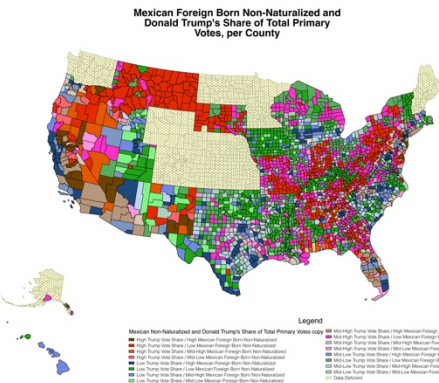 Mexican Foreign Born Non-Naturalized and
Donald Trump's Share of Total Primary
Votes, per County
Legend
Mexican Non-Naturalized and Donald Trump's Share of Total Primary Votes copy
High Trump Vote Share / High Mexican Foreign Born Non-Naturalized
High Trump Vote Share / Low Mexican Foreign Born Non-Naturalized
High Trump Vote Share / Mid-High Mexican Foreign Born Non-Naturalized
High Trump Vote Share / Mid-Low Mexican Foreign Born Non-Naturalized
Low Trump Vote Share / High Mexican Foreign Born Non-Naturalized
Low Trump Vote Share / Low Mexican Foreign Born Non-Naturalized
Low Trump Vote Share / Mid-High Mexican Foreign Born Non-Naturalized
Low Trump Vote Share / Mid-Low Mexican Foreign Born Non-Naturalized
Mid-High Trump Vote Share / High Mexican Foreign
Mid-High Trump Vote Share / Low Mexican Foreign
Mid-High Trump Vote Share / Mid-High Mexican
Mid-High Trump Vote Share / Mid-Low Mexican
Mid-Low Trump Vote Share / High Mexican Foreign
Mid-Low Trump Vote Share / Low Mexican Foreign
Mid-Low Trump Vote Share / Mid-High Mexican
Mid-Low Trump Vote Share / Mid-Low Mexican
Data Deficient